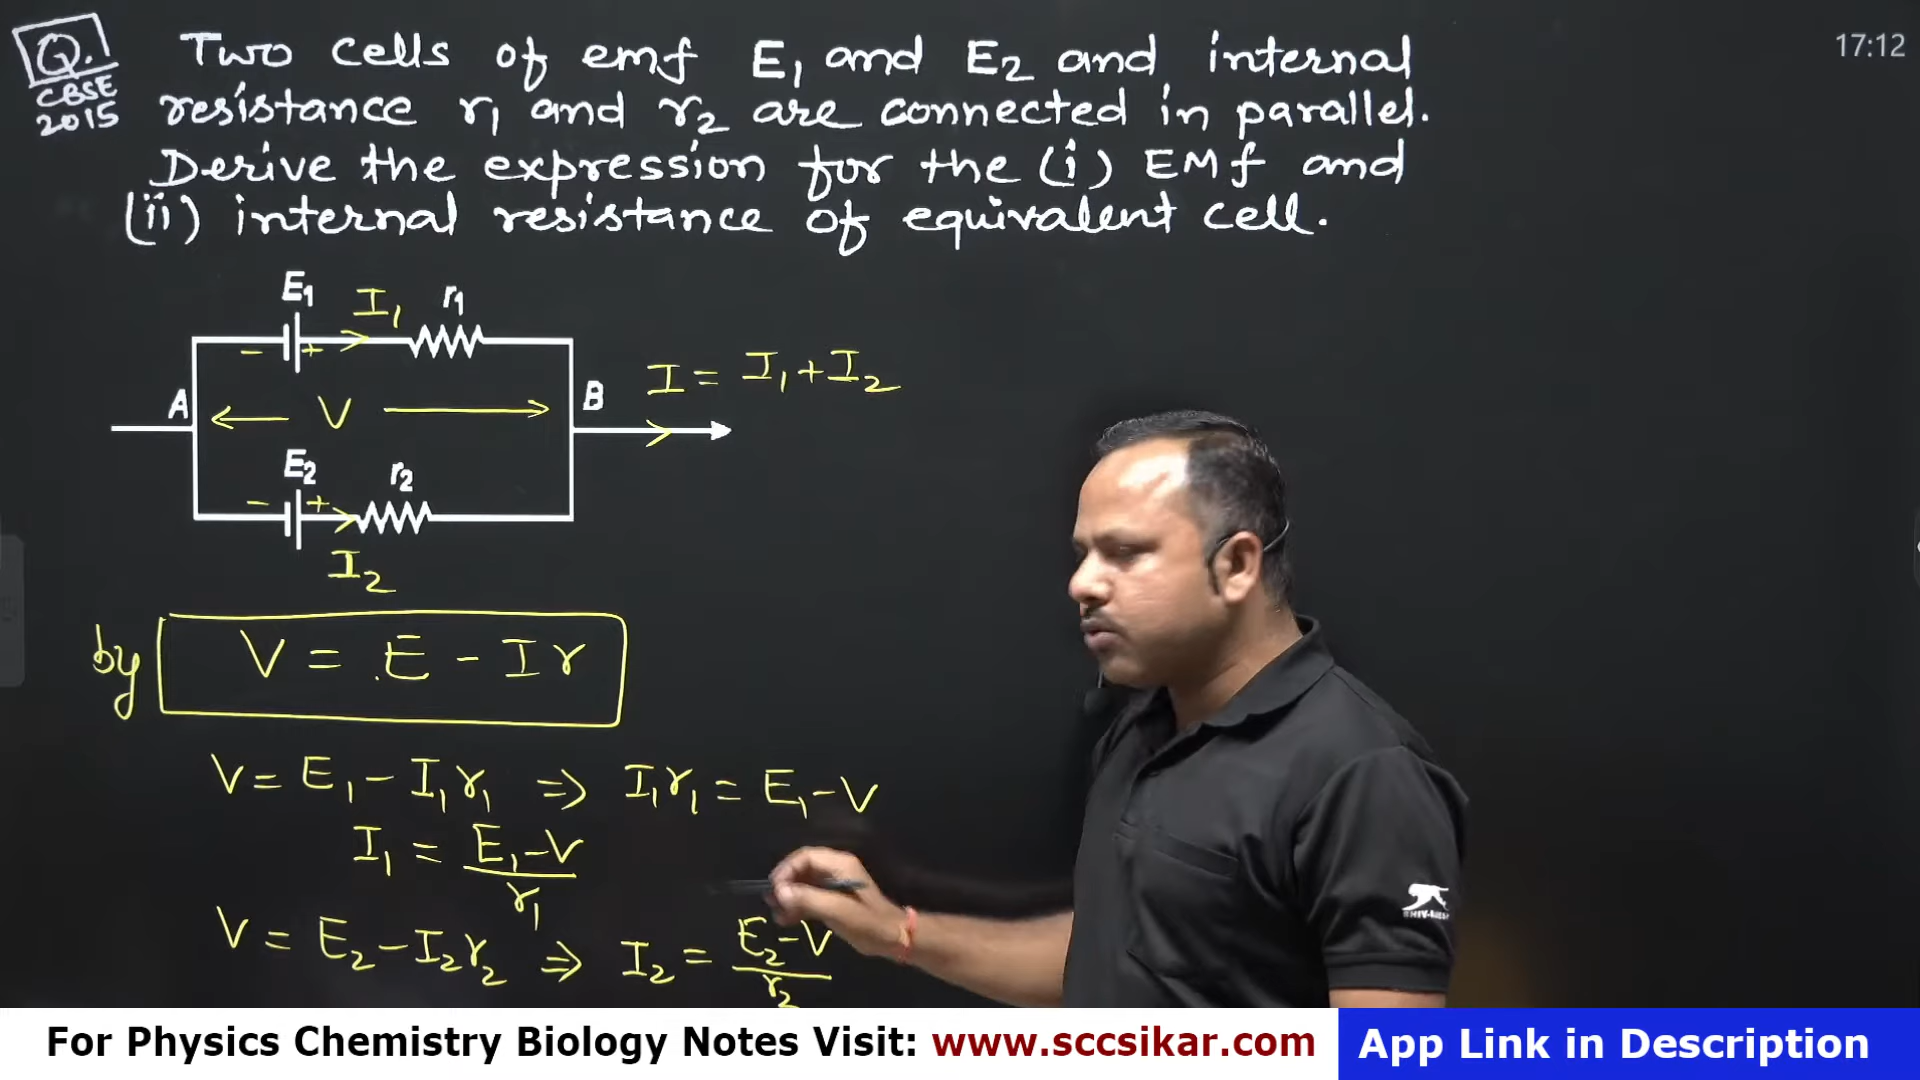 Q.
CBSE
2015
Two cells of emf E₁ and E₂ and internal
resistance r₁ and r₂ are connected in parallel.
Derive the expression for the (i) EMf and
(ii) internal resistance of equivalent cell.
17:12
E₁ I₁ r₁
− +
I = I₁+I₂
A V B
E₂ r₂
− +
I₂
by V = E − Ir
V = E₁ − I₁r₁ ⇒ I₁r₁ = E₁−V
I₁ = E₁−V
r₁
V = E₂ − I₂r₂ ⇒ I₂ = E₂−V
r₂
For Physics Chemistry Biology Notes Visit: www.sccsikar.com
App Link in Description